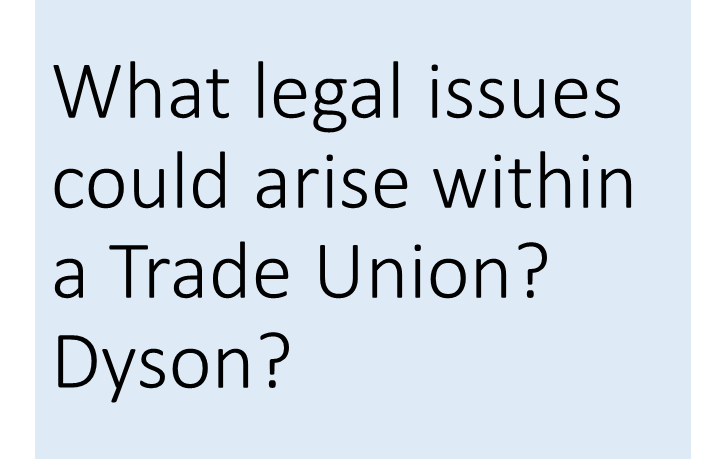 What legal issues
could arise within
a Trade Union?
Dyson?